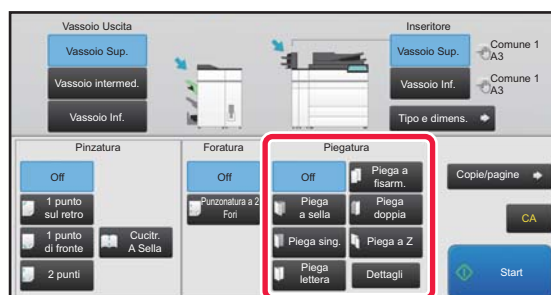 Vassoio Uscita
Inseritore
Vassoio Sup.
Vassoio Sup.
Comune 1
A3
Vassoio intermed.
Vassoio Inf.
Comune 1
A3
Vassoio Inf.
Tipo e dimens.
Pinzatura
Foratura
Piegatura
Off
Off
Off
Piega a
fisarm.
Copie/pagine
1 punto
sul retro
Punzonatura a 2
Fori
Piega
a sella
Piega
doppia
CA
1 punto
di fronte
Cucitr.
A Sella
Piega sing.
Piega a Z
2 punti
Piega
lettera
Dettagli
Start